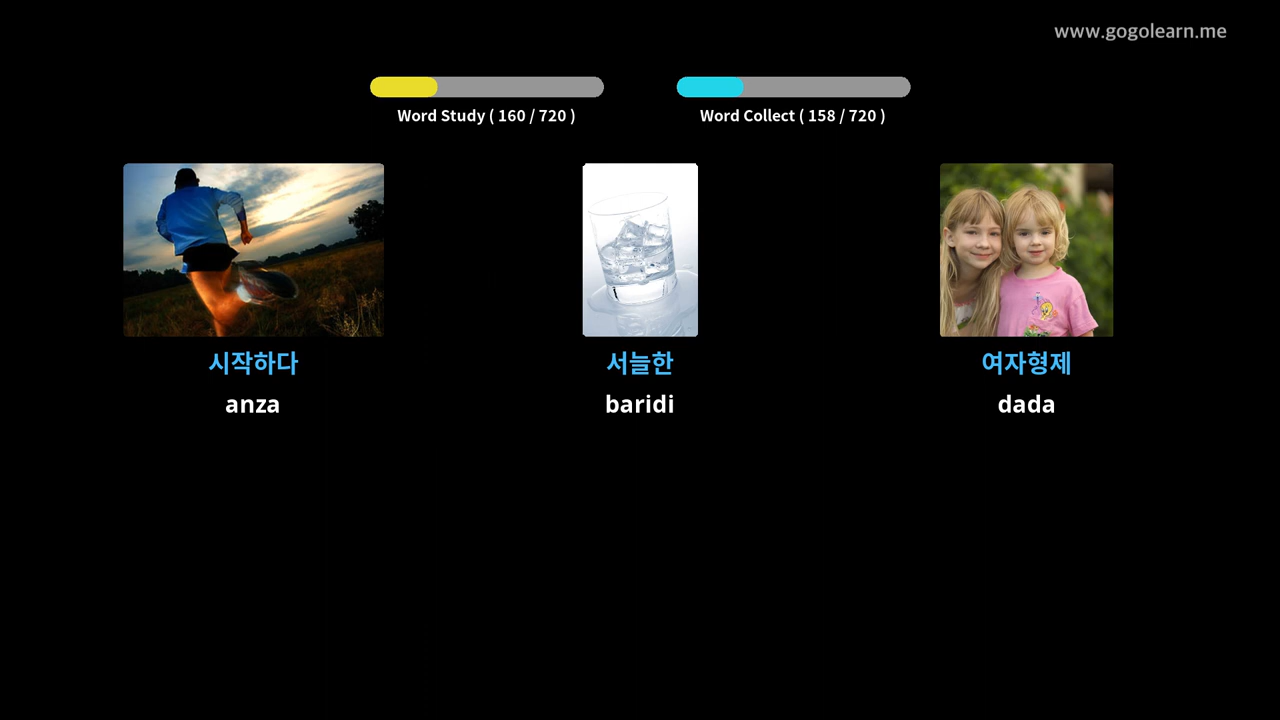 www.gogolearn.me
Word Study ( 160 / 720 )
Word Collect ( 158 / 720 )
시작하다
서늘한
여자형제
anza
baridi
dada